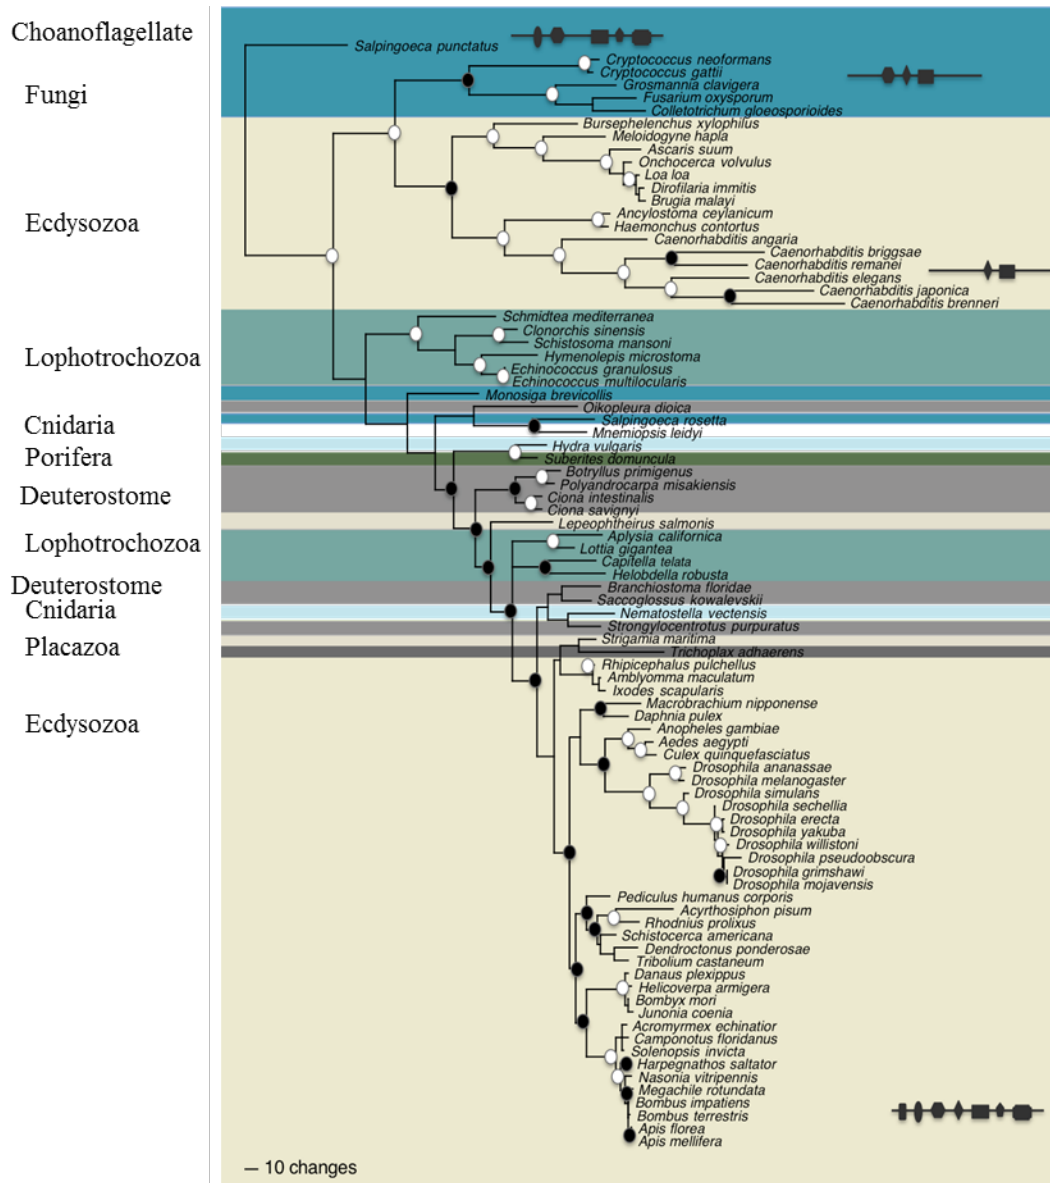 Choanoflagellate
Salpingoeca punctatus
Cryptococcus neoformans
Cryptococcus gattii
Fungi
Grosmannia clavigera
Fusarium oxysporum
Colletotrichum gloeosporioides
Bursephelenchus xylophilus
Meloidogyne hapla
Ascaris suum
Onchocerca volvulus
Loa loa
Dirofilaria immitis
Brugia malayi
Ecdysozoa
Ancylostoma ceylanicum
Haemonchus contortus
Caenorhabditis angaria
Caenorhabditis briggsae
Caenorhabditis remanei
Caenorhabditis elegans
Caenorhabditis japonica
Caenorhabditis brenneri
Schmidtea mediterranea
Clonorchis sinensis
Schistosoma mansoni
Lophotrochozoa
Hymenolepis microstoma
Echinococcus granulosus
Echinococcus multilocularis
Monosiga brevicollis
Oikopleura dioica
Salpingoeca rosetta
Cnidaria
Mnemiopsis leidyi
Hydra vulgaris
Porifera
Suberites domuncula
Botryllus primigenus
Polyandrocarpa misakiensis
Deuterostome
Ciona intestinalis
Ciona savignyi
Lepeophtheirus salmonis
Aplysia californica
Lophotrochozoa
Lottia gigantea
Capitella telata
Helobdella robusta
Deuterostome
Branchiostoma floridae
Saccoglossus kowalevskii
Cnidaria
Nematostella vectensis
Strongylocentrotus purpuratus
Strigamia maritima
Placazoa
Trichoplax adhaerens
Rhipicephalus pulchellus
Amblyomma maculatum
Ixodes scapularis
Macrobrachium nipponense
Daphnia pulex
Ecdysozoa
Anopheles gambiae
Aedes aegypti
Culex quinquefasciatus
Drosophila ananassae
Drosophila melanogaster
Drosophila simulans
Drosophila sechellia
Drosophila erecta
Drosophila yakuba
Drosophila willistoni
Drosophila pseudoobscura
Drosophila grimshawi
Drosophila mojavensis
Pediculus humanus corporis
Acyrthosiphon pisum
Rhodnius prolixus
Schistocerca americana
Dendroctonus ponderosae
Tribolium castaneum
Danaus plexippus
Helicoverpa armigera
Bombyx mori
Junonia coenia
Acromyrmex echinatior
Camponotus floridanus
Solenopsis invicta
Harpegnathos saltator
Nasonia vitripennis
Megachile rotundata
Bombus impatiens
Bombus terrestris
Apis florea
Apis mellifera
10 changes